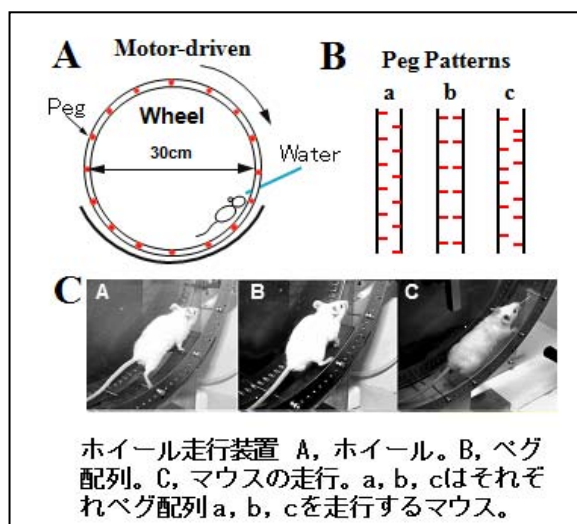 A
Motor-driven
Peg
Wheel
30cm
Water
B
Peg Patterns
a b c
C
A B C
ホイール走行装置 A, ホイール。B, ペグ
配列。C, マウスの走行。a, b, cはそれぞ
れペグ配列a, b, cを走行するマウス。